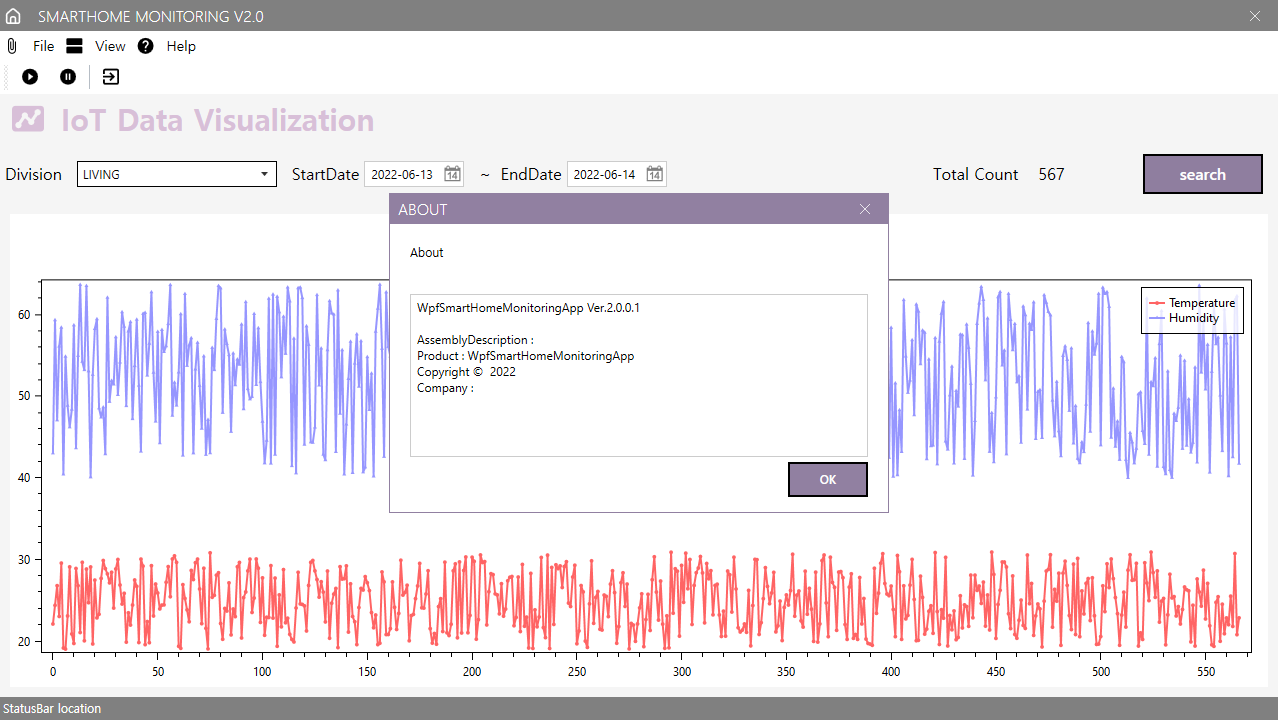 SMARTHOME MONITORING V2.0
File View Help
IoT Data Visualization
Division LIVING StartDate 2022-06-13 14 ~ EndDate 2022-06-14 14 Total Count 567 search
ABOUT
About
WpfSmartHomeMonitoringApp Ver.2.0.0.1
AssemblyDescription :
Product : WpfSmartHomeMonitoringApp
Copyright © 2022
Company :
OK
Temperature
Humidity
60
50
40
30
20
0 50 100 150 200 250 300 350 400 450 500 550
StatusBar location